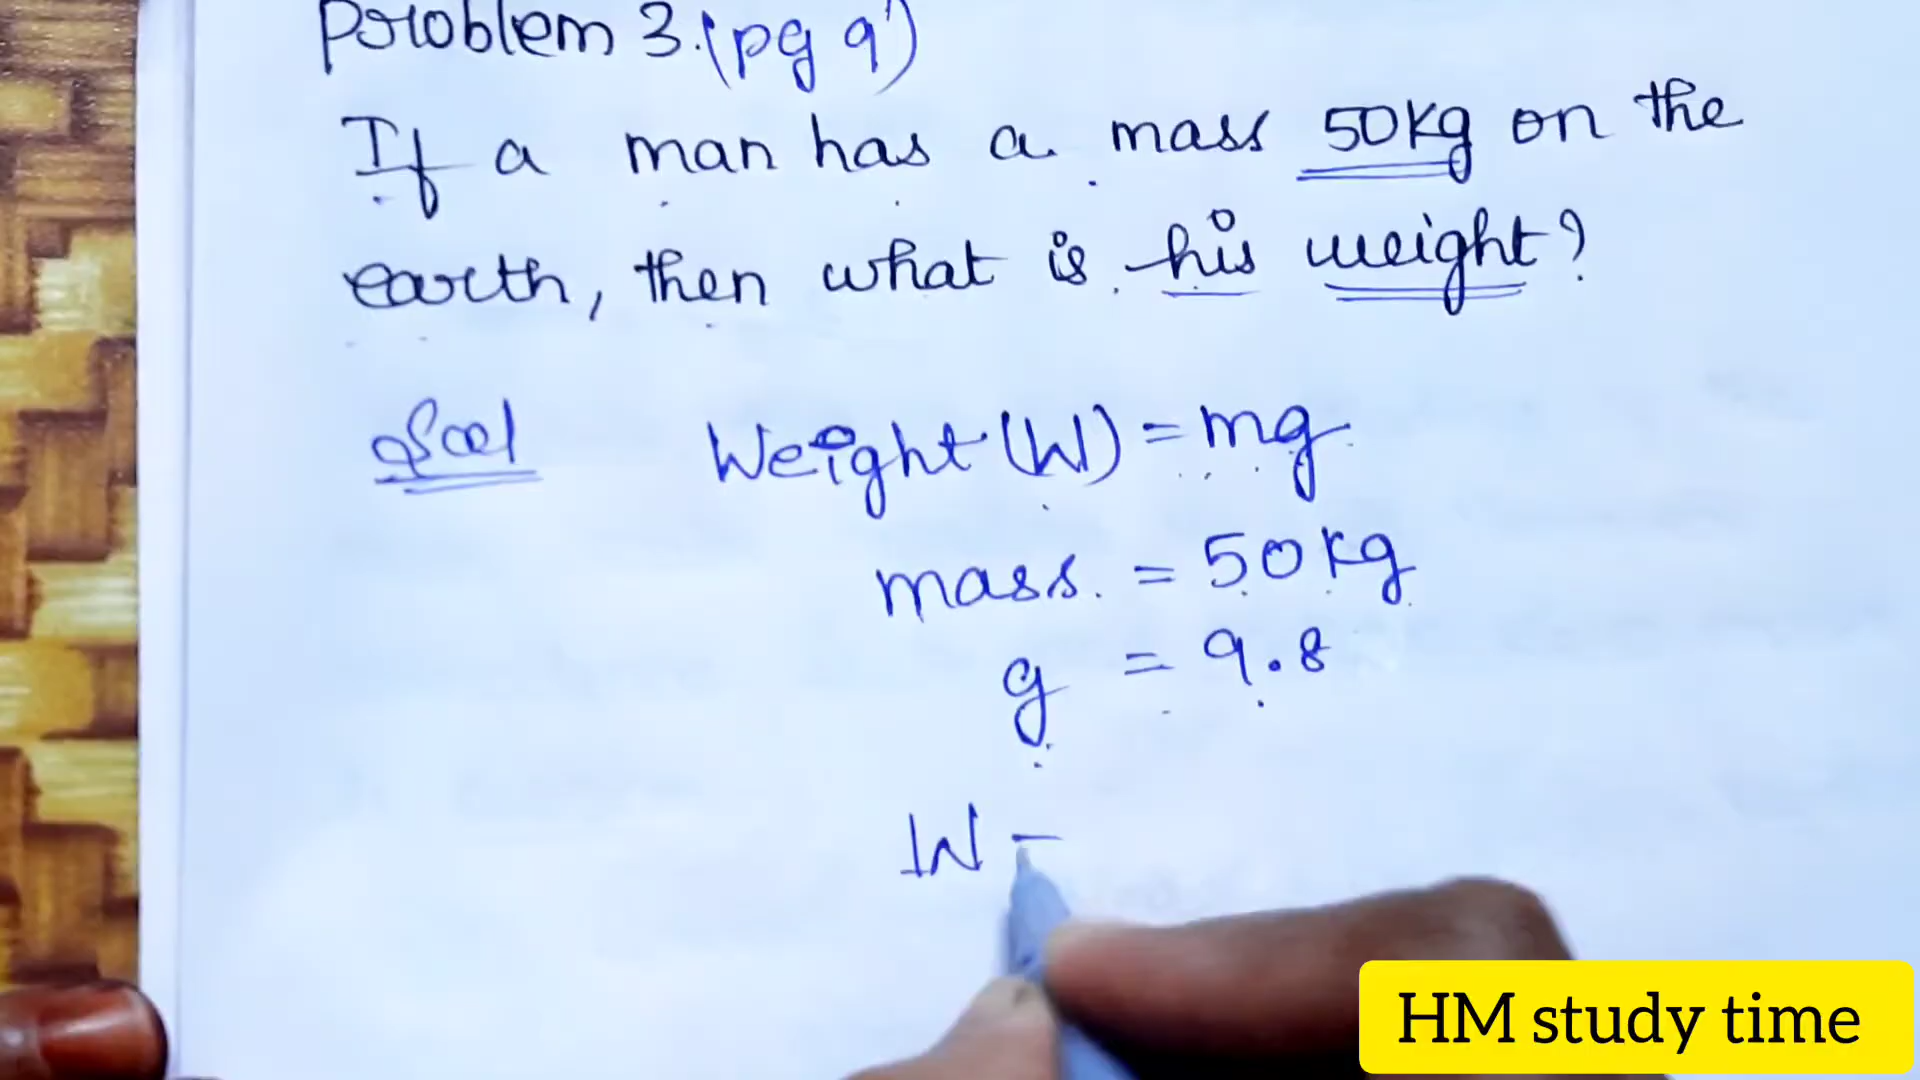 Problem 3. (pg 9)
If a man has a mass 50kg on the
earth, then what is his weight?
Sol Weight (W) = mg
mass = 50kg
g = 9.8
W =
HM study time